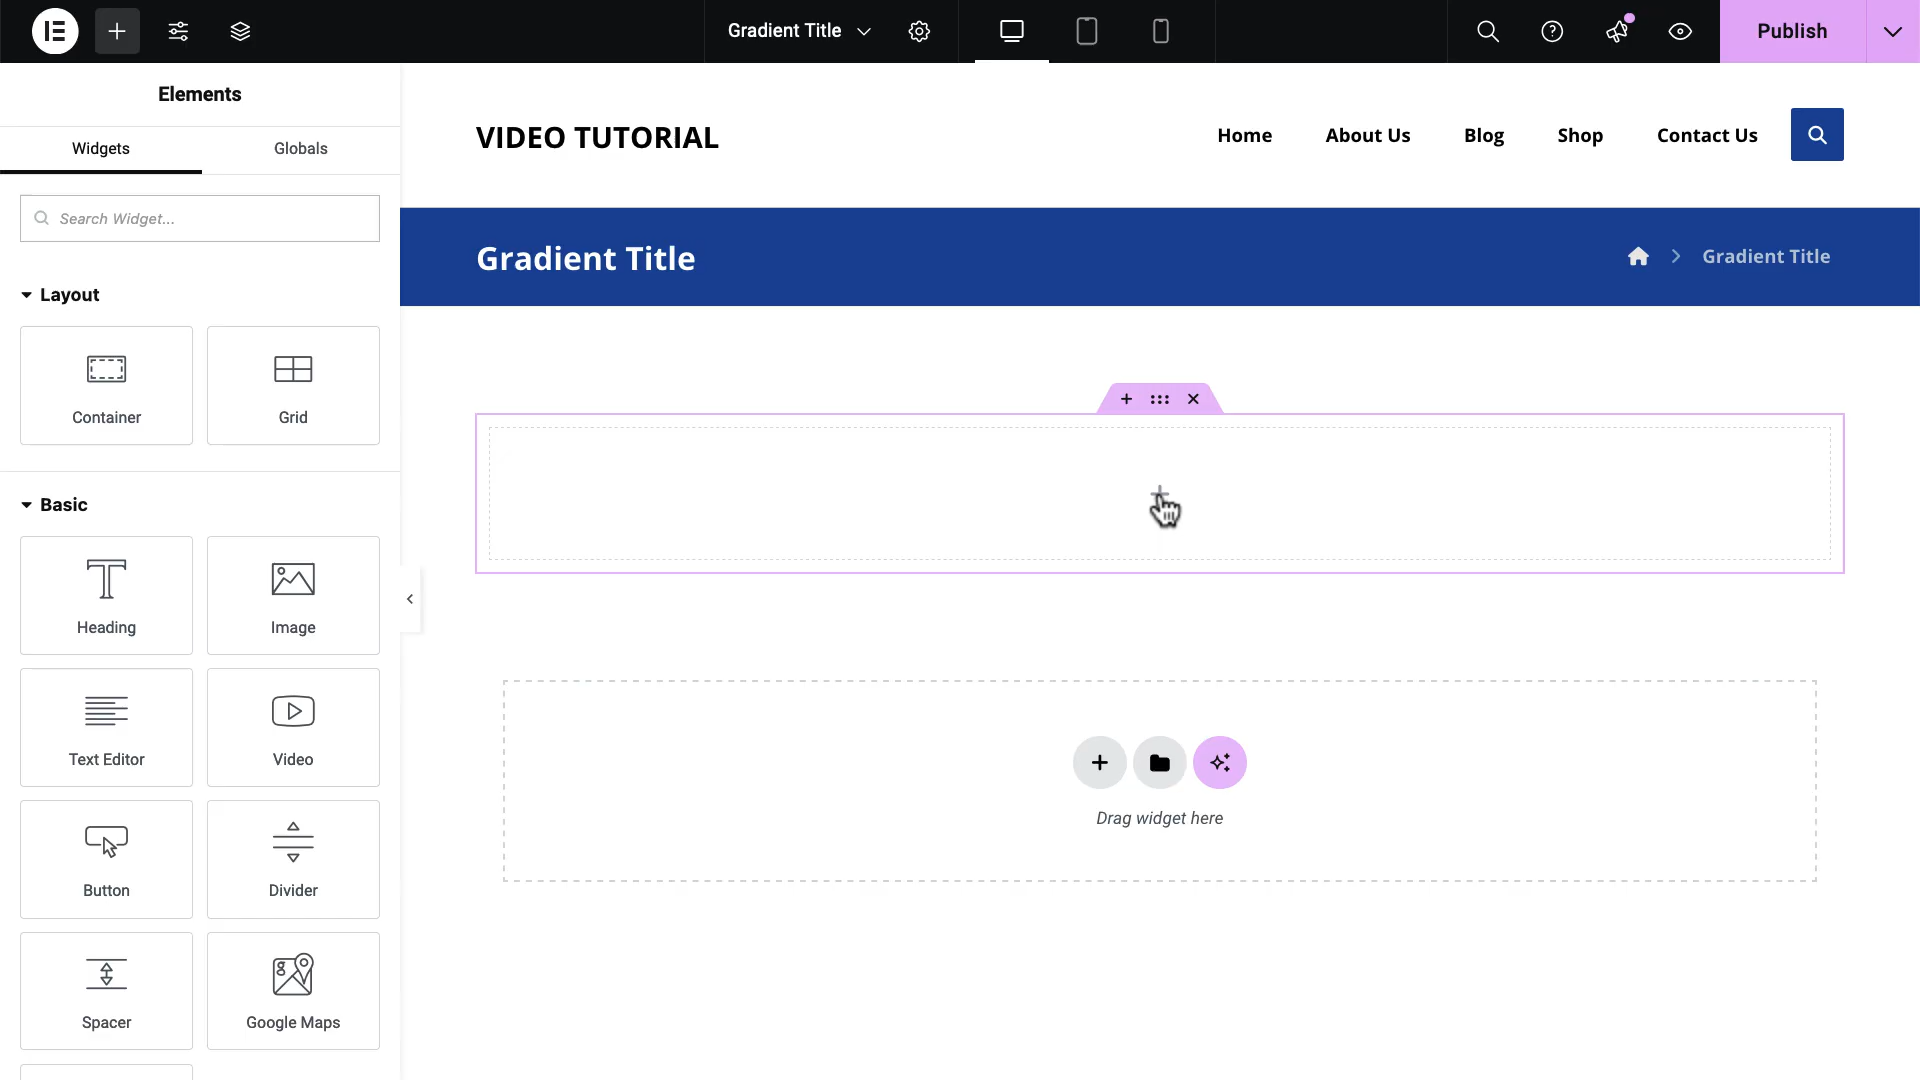 Gradient Title
Publish
Elements
Widgets
Globals
Search Widget...
Layout
Container
Grid
Basic
Heading
Image
Text Editor
Video
Button
Divider
Spacer
Google Maps
VIDEO TUTORIAL
Home
About Us
Blog
Shop
Contact Us
Gradient Title
Gradient Title
Drag widget here